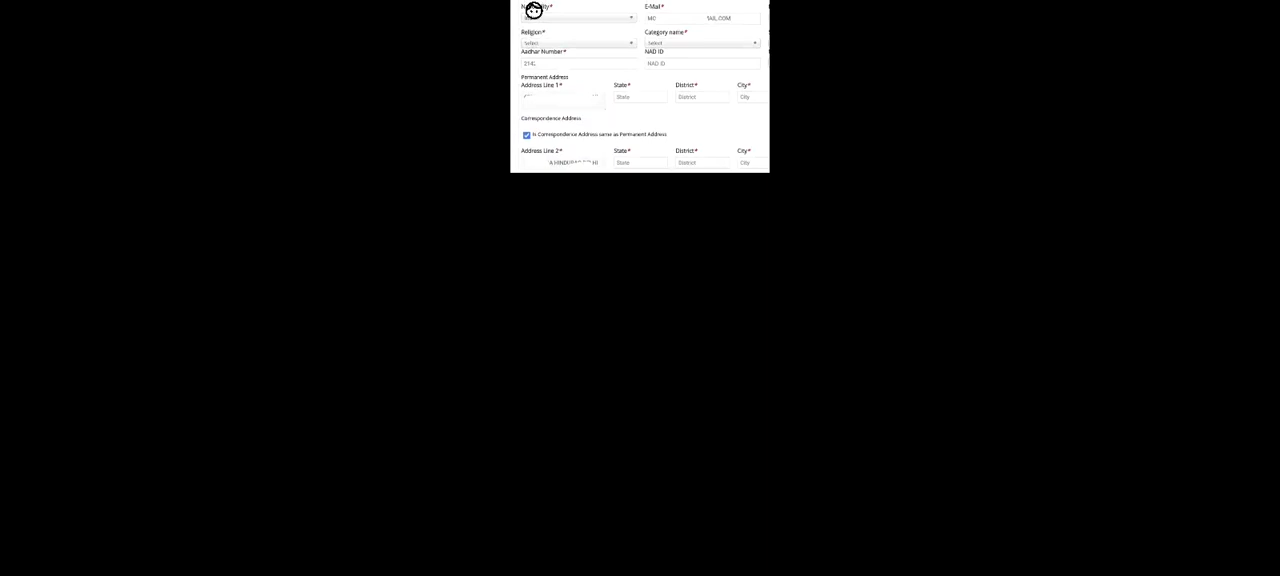 E-Mail*
TAIL.COM
Religion* Category name*
Select Select
Aadhar Number* NAD ID
NAD ID
Permanent Address
Address Line 1* State* District* City*
State District City
Correspondence Address
Is Correspondence Address same as Permanent Address
Address Line 2* State* District* City*
State District City